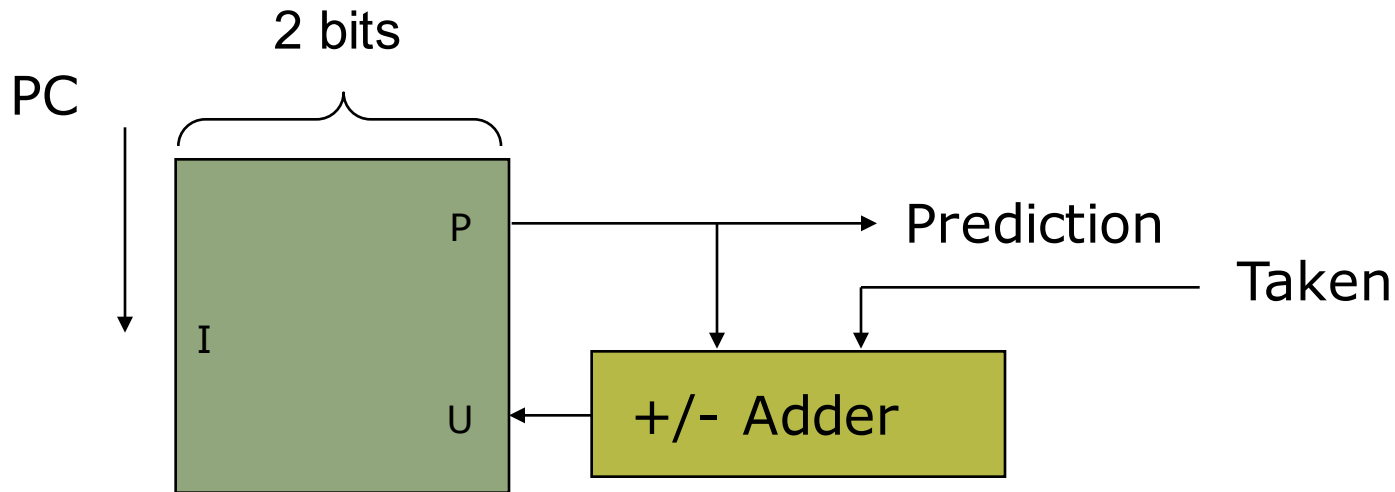 2 bits
PC
P
Prediction
Taken
I
U
+/- Adder